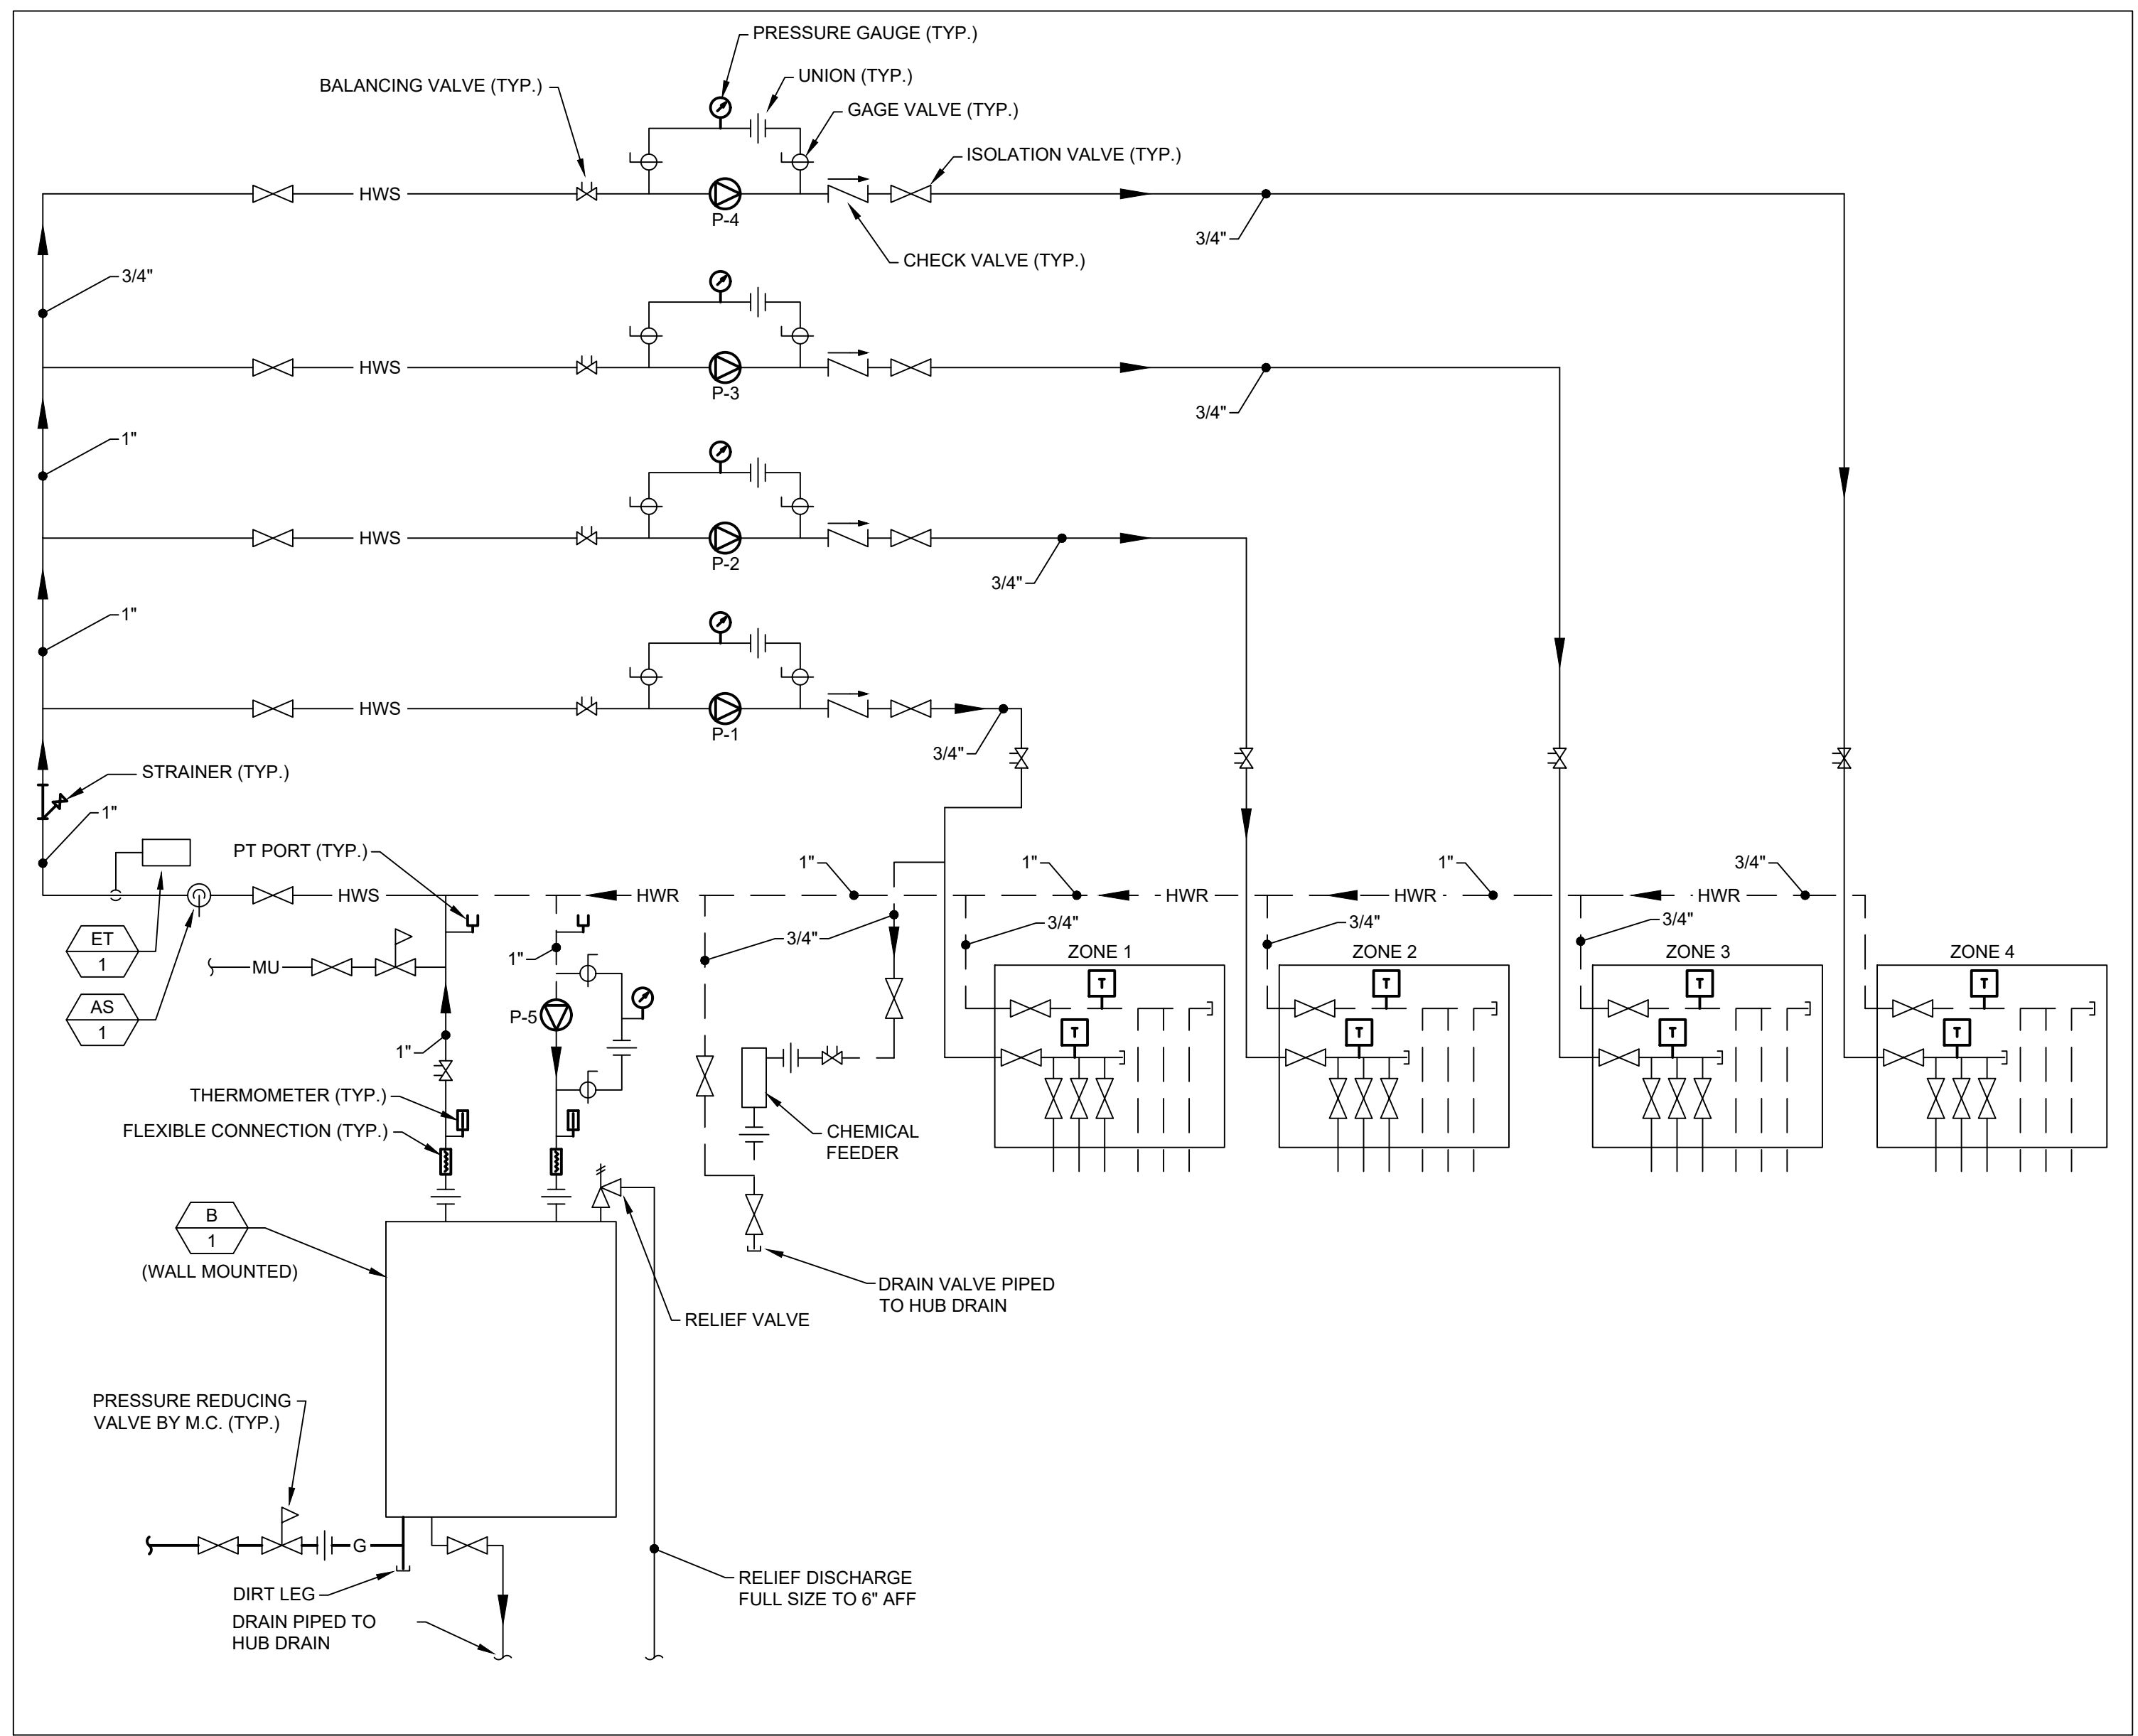 PRESSURE GAUGE (TYP.)
UNION (TYP.)
BALANCING VALVE (TYP.)
GAGE VALVE (TYP.)
ISOLATION VALVE (TYP.)
HWS
P-4
3/4"
CHECK VALVE (TYP.)
3/4"
HWS
P-3
3/4"
1"
HWS
P-2
3/4"
1"
HWS
P-1
3/4"
STRAINER (TYP.)
1"
PT PORT (TYP.)
1"
1"
1"
3/4"
HWS
HWR
HWR
HWR
HWR
ET
1
3/4"
3/4"
3/4"
3/4"
MU
1"
ZONE 1
ZONE 2
ZONE 3
ZONE 4
T
T
T
T
AS
1
P-5
T
T
T
T
1"
THERMOMETER (TYP.)
FLEXIBLE CONNECTION (TYP.)
CHEMICAL
FEEDER
B
1
(WALL MOUNTED)
DRAIN VALVE PIPED
TO HUB DRAIN
RELIEF VALVE
PRESSURE REDUCING
VALVE BY M.C. (TYP.)
G
DIRT LEG
RELIEF DISCHARGE
FULL SIZE TO 6" AFF
DRAIN PIPED TO
HUB DRAIN